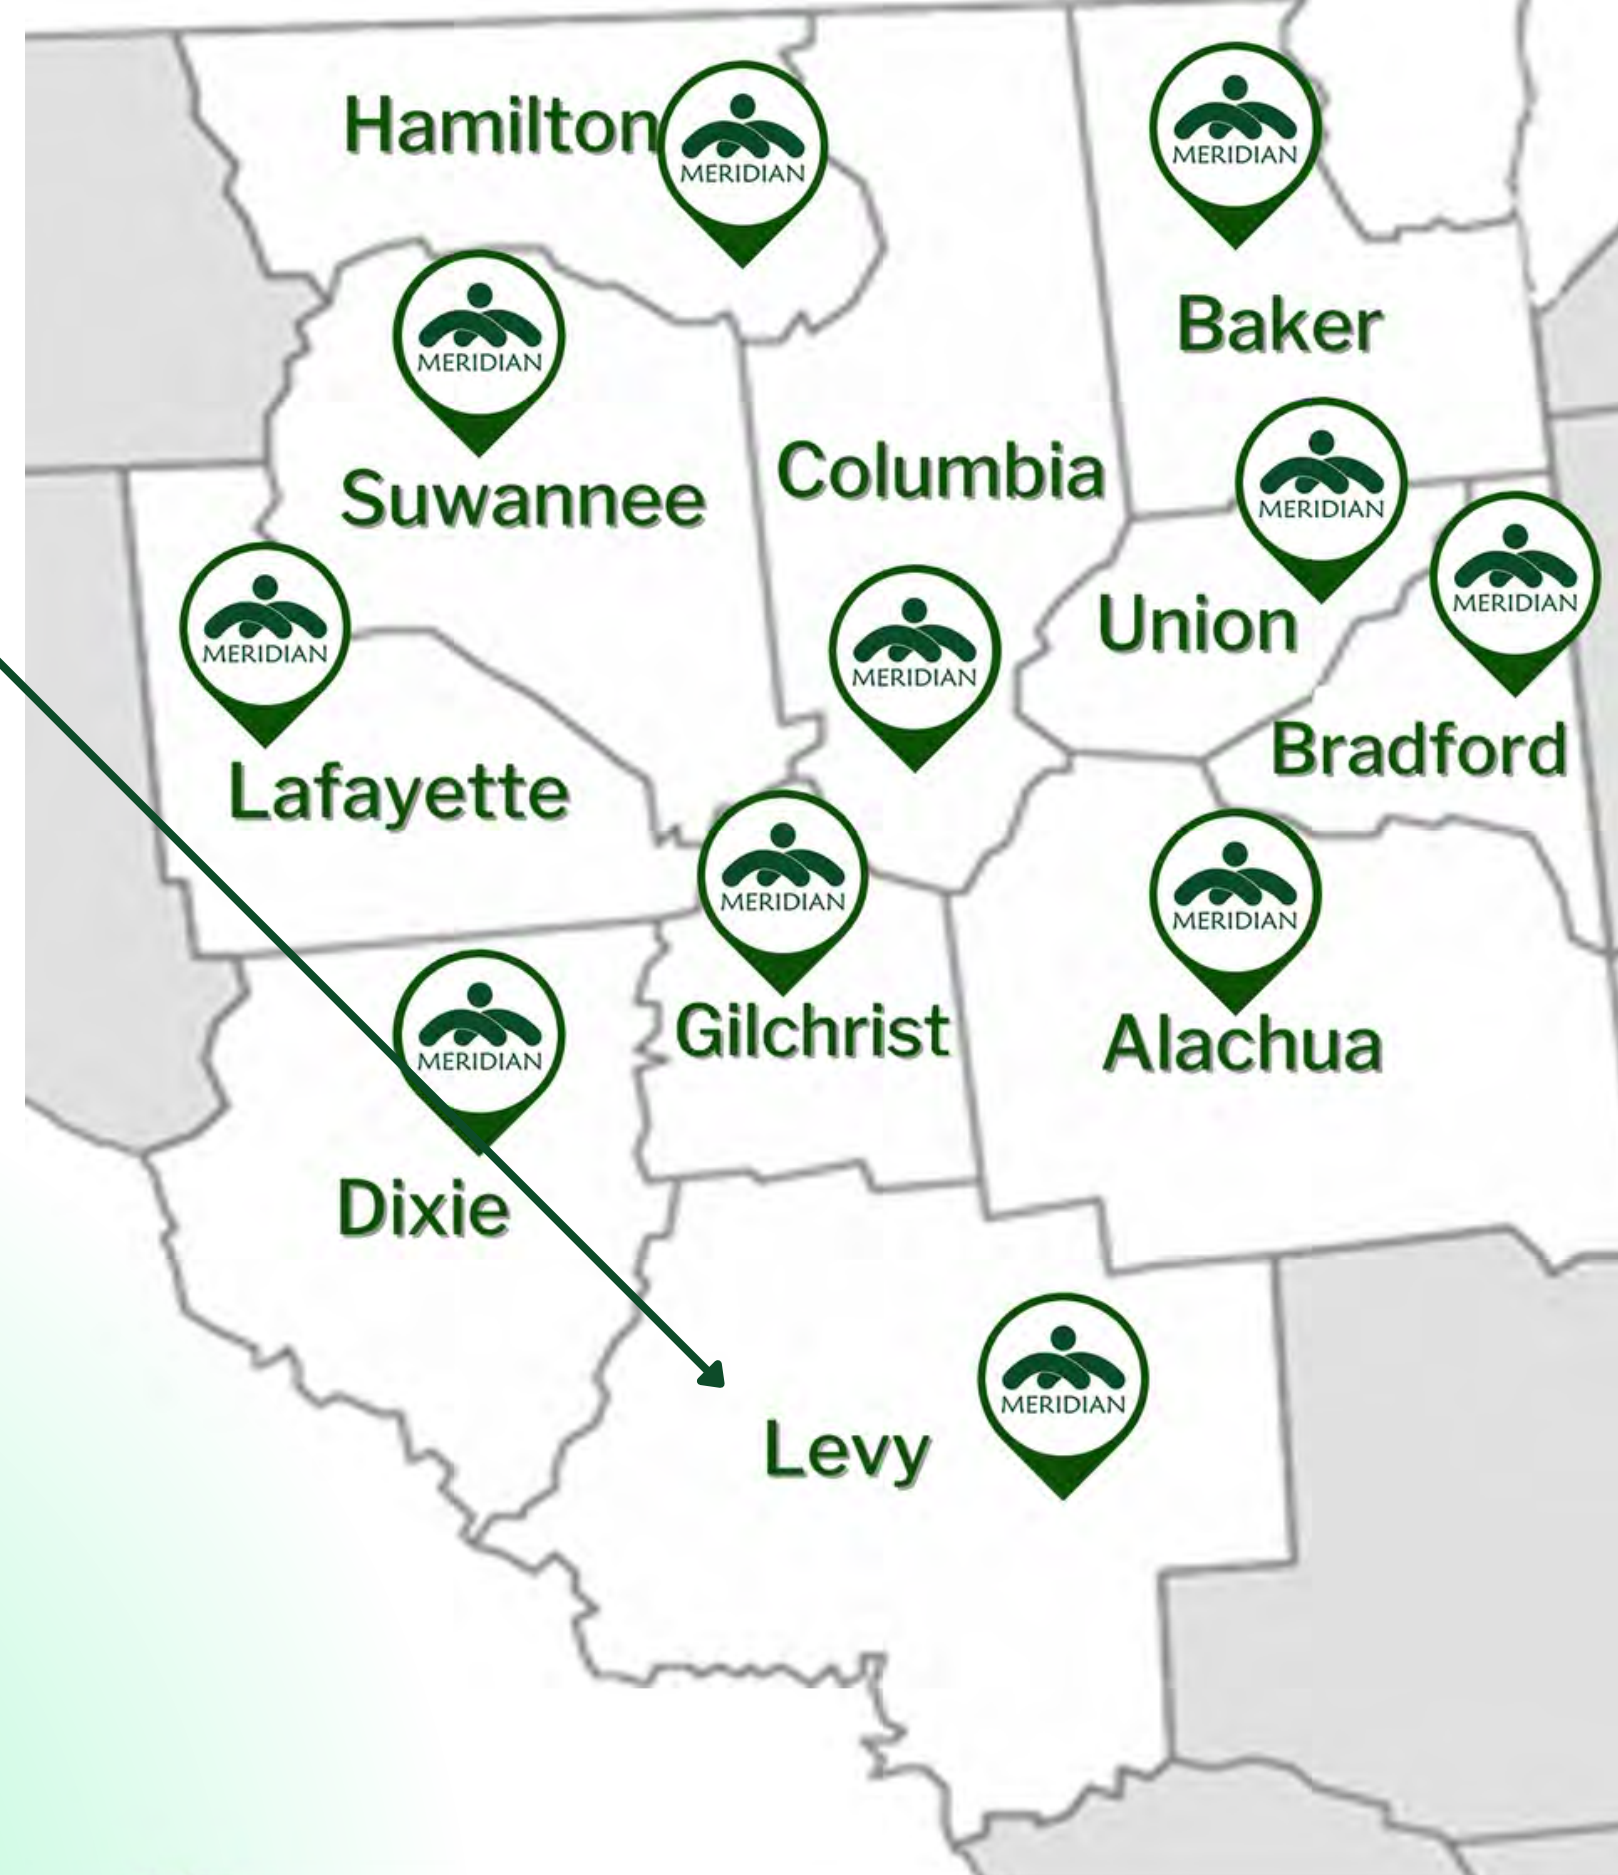 Hamilton
MERIDIAN
MERIDIAN
Baker
MERIDIAN
Suwannee
Columbia
MERIDIAN
MERIDIAN
Union
MERIDIAN
Lafayette
MERIDIAN
Bradford
MERIDIAN
Gilchrist
MERIDIAN
Alachua
MERIDIAN
Dixie
MERIDIAN
Levy